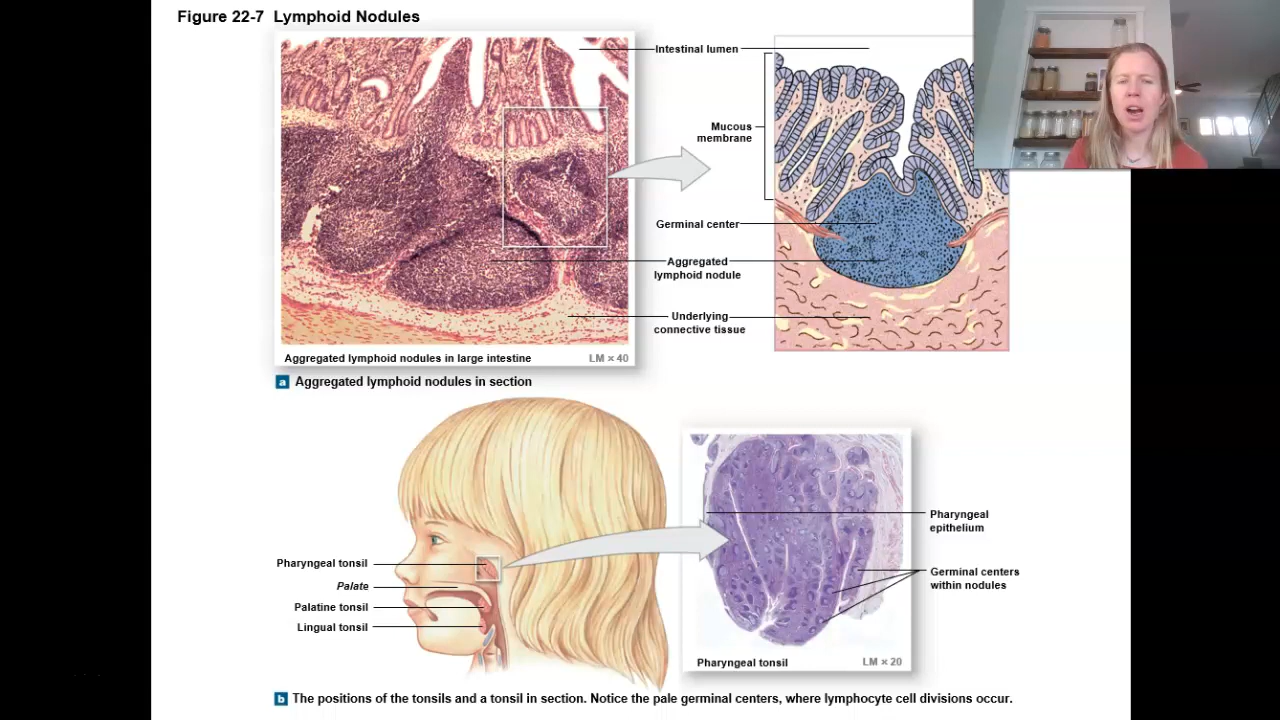 Figure 22-7 Lymphoid Nodules
Intestinal lumen
Mucous
membrane
Germinal center
Aggregated
lymphoid nodule
Underlying
connective tissue
Aggregated lymphoid nodules in large intestine
LM × 40
a Aggregated lymphoid nodules in section
Pharyngeal tonsil
Palate
Palatine tonsil
Lingual tonsil
Pharyngeal
epithelium
Germinal centers
within nodules
Pharyngeal tonsil
LM × 20
b The positions of the tonsils and a tonsil in section. Notice the pale germinal centers, where lymphocyte cell divisions occur.